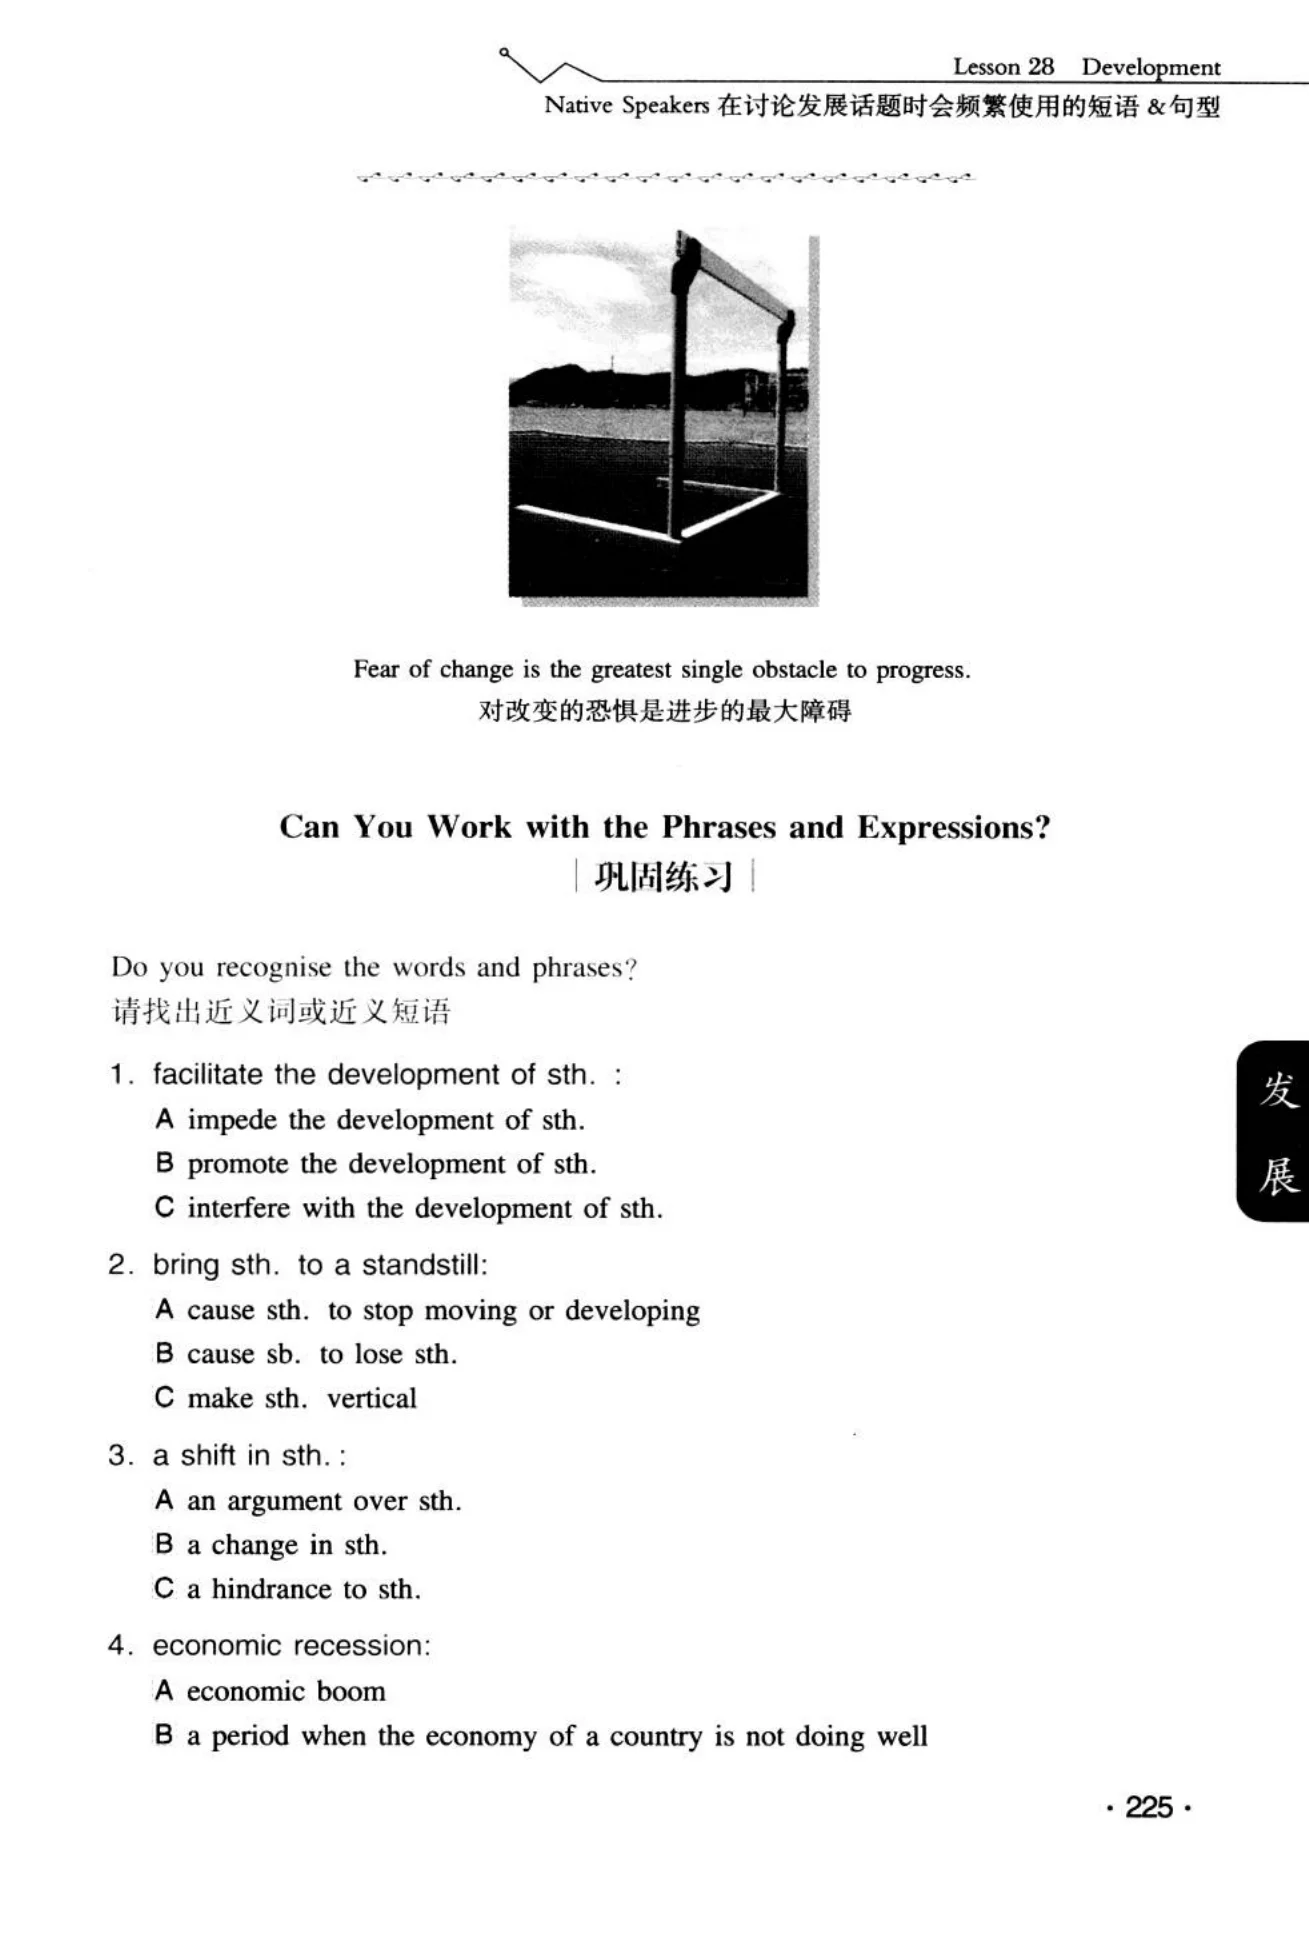 Lesson 28 Development
Native Speakers 在讨论发展话题时会频繁使用的短语 &句型
Fear of change is the greatest single obstacle to progress.
对改变的恐惧是进步的最大障碍
Can You Work with the Phrases and Expressions?
| 巩固练习 |
Do you recognise the words and phrases?
请找出近义词或近义短语
1. facilitate the development of sth. :
A impede the development of sth.
B promote the development of sth.
C interfere with the development of sth.
发
展
2. bring sth. to a standstill:
A cause sth. to stop moving or developing
B cause sb. to lose sth.
C make sth. vertical
3. a shift in sth. :
A an argument over sth.
B a change in sth.
C a hindrance to sth.
4. economic recession:
A economic boom
B a period when the economy of a country is not doing well
· 225 ·